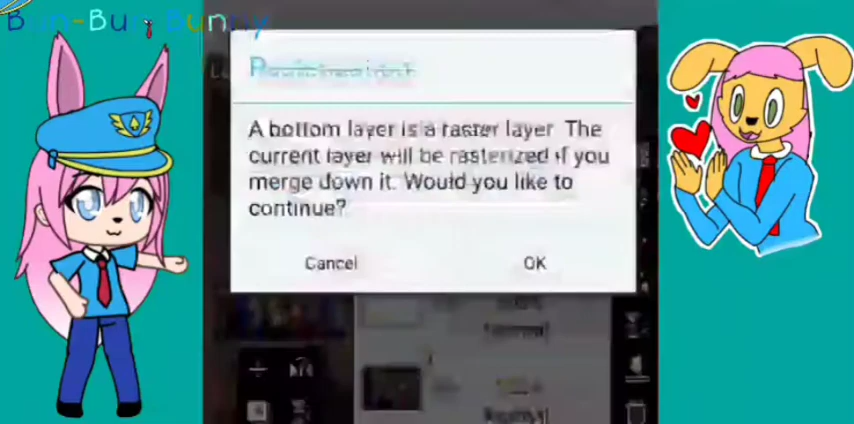 Bun-Bun Bunny
A bottom layer is a raster layer. The
current layer will be rasterized if you
merge down it. Would you like to
continue?
Cancel OK